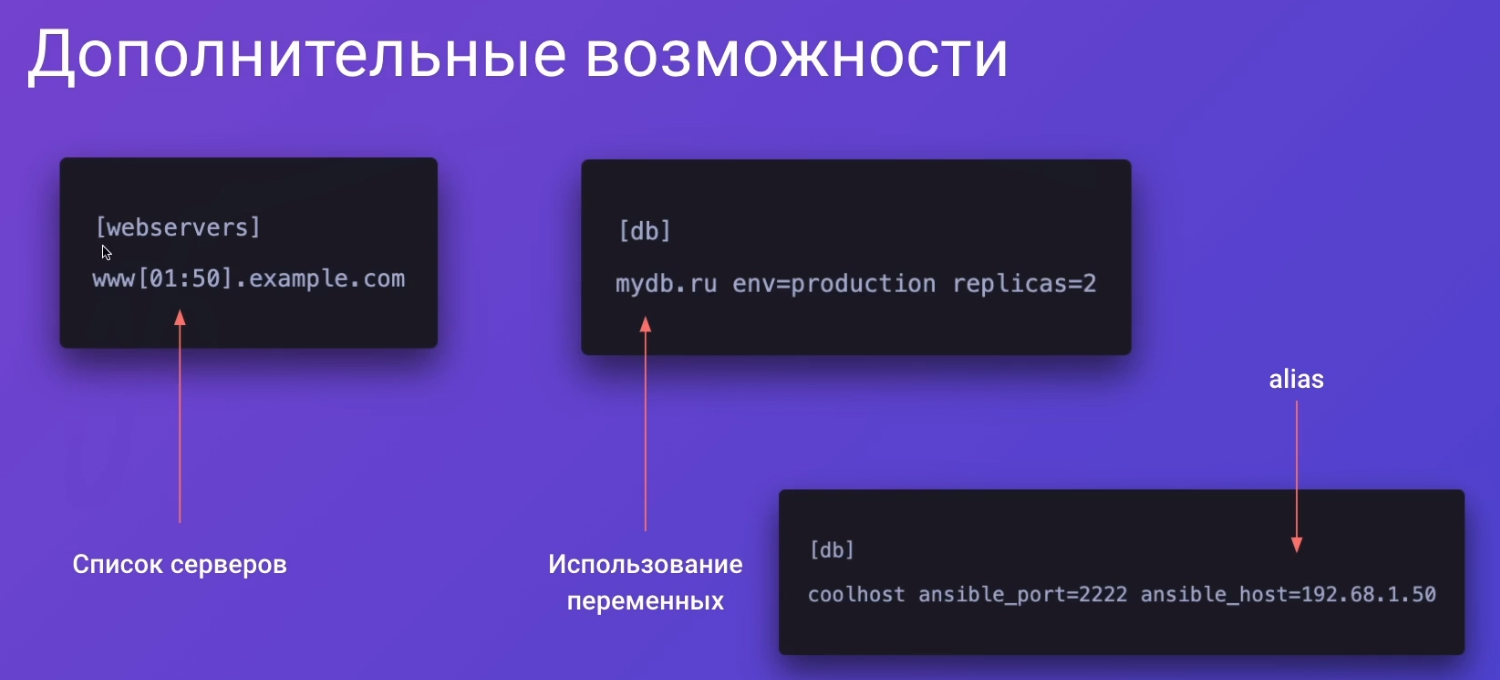 Дополнительные возможности
[webservers]
www[01:50].example.com
Список серверов
[db]
mydb.ru env=production replicas=2
Использование
переменных
alias
[db]
coolhost ansible_port=2222 ansible_host=192.68.1.50